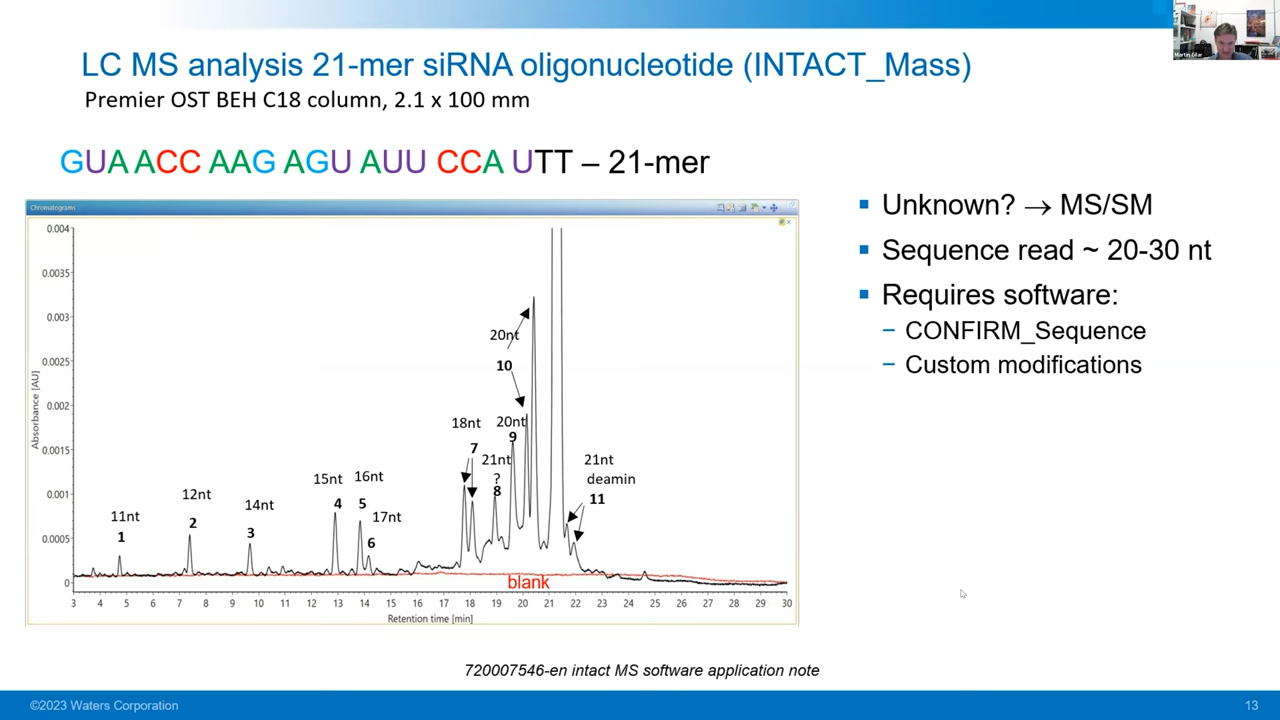 Martin Gilar
LC MS analysis 21-mer siRNA oligonucleotide (INTACT_Mass)
Premier OST BEH C18 column, 2.1 x 100 mm
GUA ACC AAG AGU AUU CCA UTT – 21-mer
Unknown? → MS/SM
Sequence read ~ 20-30 nt
Requires software:
– CONFIRM_Sequence
– Custom modifications
Chromatograms
Absorbance [AU]
0.004
0.0035
0.003
0.0025
0.002
0.0015
0.001
0.0005
0
11nt
1
12nt
2
14nt
3
15nt
4
16nt
5
17nt
6
18nt
7
21nt
?
8
20nt
9
20nt
10
21nt
deamin
11
blank
3 4 5 6 7 8 9 10 11 12 13 14 15 16 17 18 19 20 21 22 23 24 25 26 27 28 29 30
Retention time [min]
720007546-en intact MS software application note
©2023 Waters Corporation
13